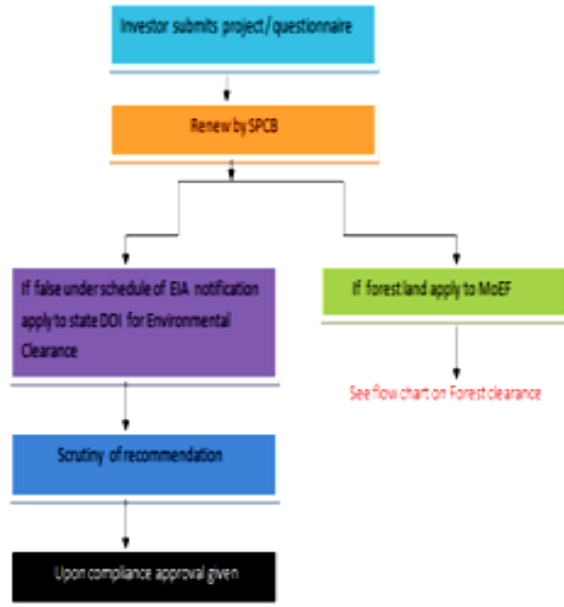 Investor submits project/questionnaire
Renew by SPCB
If false under schedule of EIA notification
apply to state DOI for Environmental
Clearance
If forest land apply to MoEF
See flow chart on Forest clearance
Scrutiny of recommendation
Upon compliance approval given